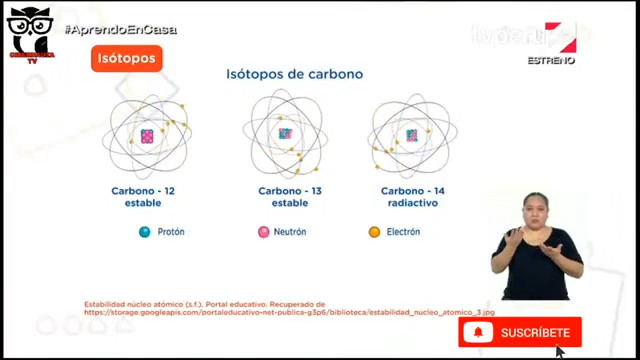 #AprendoEnCasa
TV
ESTRENO
Isótopos
Isótopos de carbono
Carbono - 12
estable
Carbono - 13
estable
Carbono - 14
radiactivo
Protón
Neutrón
Electrón
Estabilidad núcleo atómico (s.f.). Portal educativo. Recuperado de
https://storage.googleapis.com/portaleducativo-net-publica-g3p6/biblioteca/estabilidad_nucleo_atomico_3.jpg
SUSCRÍBETE